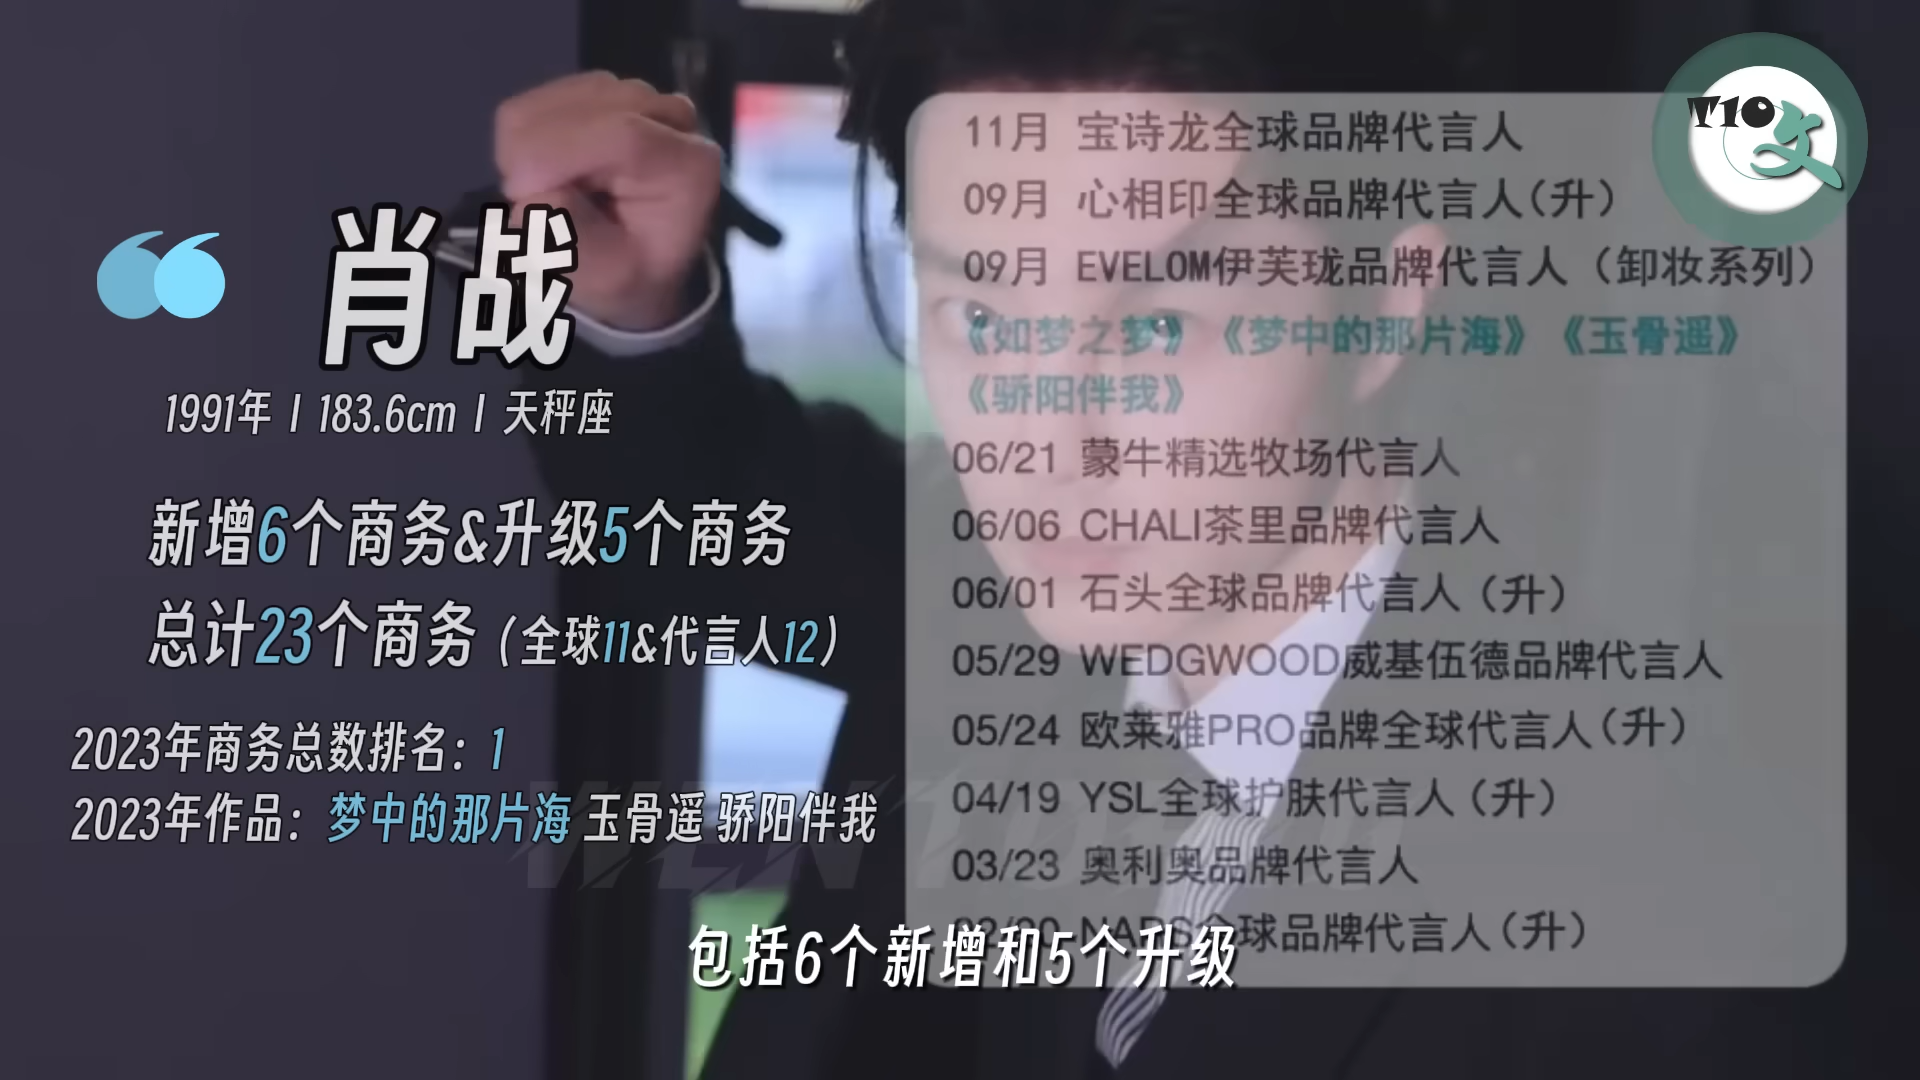 T10文
肖战
1991年 | 183.6cm | 天秤座
新增6个商务&升级5个商务
总计23个商务（全球11&代言人12）
2023年商务总数排名：1
2023年作品：梦中的那片海 玉骨遥 骄阳伴我
11月 宝诗龙全球品牌代言人
09月 心相印全球品牌代言人（升）
09月 EVELOM伊芙珑品牌代言人（卸妆系列）
《如梦之梦》《梦中的那片海》《玉骨遥》
《骄阳伴我》
06/21 蒙牛精选牧场代言人
06/06 CHALI茶里品牌代言人
06/01 石头全球品牌代言人（升）
05/29 WEDGWOOD威基伍德品牌代言人
05/24 欧莱雅PRO品牌全球代言人（升）
04/19 YSL全球护肤代言人（升）
03/23 奥利奥品牌代言人
NARS全球品牌代言人（升）
包括6个新增和5个升级